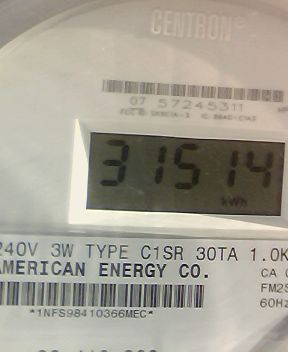 CENTRON®
07 57245311
31514
kWh
240V 3W TYPE C1SR 30TA 1.0K
AMERICAN ENERGY CO.
CA
FM2S
60Hz
*1NFS98410366MEC*